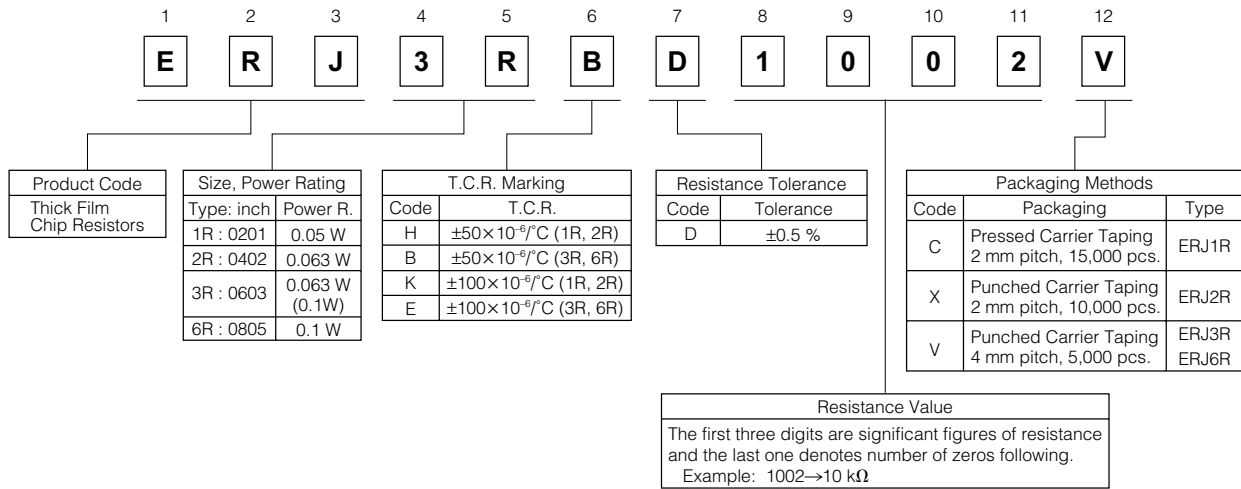 1 2 3 4 5 6 7 8 9 10 11 12
E R J 3 R B D 1 0 0 2 V
Product Code
Thick Film
Chip Resistors
Size, Power Rating
Type: inch Power R.
1R : 0201 0.05 W
2R : 0402 0.063 W
3R : 0603 0.063 W
(0.1W)
6R : 0805 0.1 W
T.C.R. Marking
Code T.C.R.
H ±50×10⁻⁶/°C (1R, 2R)
B ±50×10⁻⁶/°C (3R, 6R)
K ±100×10⁻⁶/°C (1R, 2R)
E ±100×10⁻⁶/°C (3R, 6R)
Resistance Tolerance
Code Tolerance
D ±0.5 %
Packaging Methods
Code Packaging Type
C Pressed Carrier Taping
2 mm pitch, 15,000 pcs. ERJ1R
X Punched Carrier Taping
2 mm pitch, 10,000 pcs. ERJ2R
V Punched Carrier Taping ERJ3R
4 mm pitch, 5,000 pcs. ERJ6R
Resistance Value
The first three digits are significant figures of resistance
and the last one denotes number of zeros following.
Example: 1002→10 kΩ